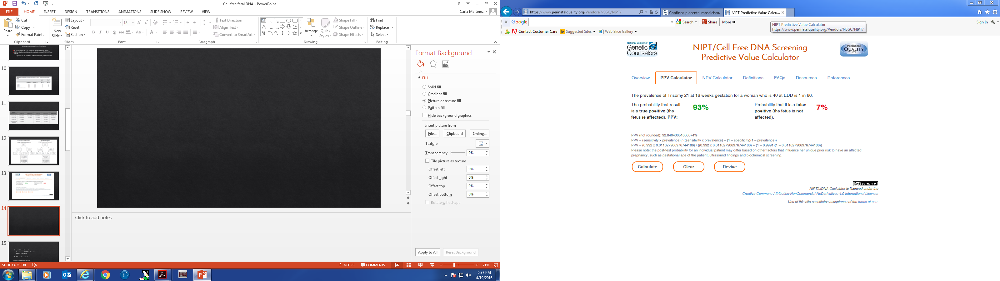 Cell free fetal DNA - PowerPoint
FILE HOME INSERT DESIGN TRANSITIONS ANIMATIONS SLIDE SHOW REVIEW VIEW
Carla Martinez
Paste
Cut
Copy
Format Painter
Clipboard
New Slide
Layout
Reset
Section
Slides
18
Font
Paragraph
Text Direction
Align Text
Convert to SmartArt
Arrange
Quick Styles
Shape Fill
Shape Outline
Shape Effects
Drawing
Find
Replace
Select
Editing
10
11
12
13
14
15
Click to add notes
Format Background
FILL
Solid fill
Gradient fill
Picture or texture fill
Pattern fill
Hide background graphics
Insert picture from
File... Clipboard Online...
Texture
Transparency 0%
Tile picture as texture
Offset left 0%
Offset right 0%
Offset top 0%
Offset bottom 0%
Rotate with shape
Apply to All Reset Background
SLIDE 14 OF 30
NOTES COMMENTS 71%
5:37 PM
4/19/2016
https://www.perinatalquality.org/Vendors/NSGC/NIPT/
Confined placental mosaicism.
NIPT Predictive Value Calcu...
Google Search Share More »
Sign In
NIPT Predictive Value Calculator
https://www.perinatalquality.org/Vendors/NSGC/NIPT/
Contact Customer Care Suggested Sites Web Slice Gallery
National Society of
Genetic
Counselors
NIPT/Cell Free DNA Screening
Predictive Value Calculator
Perinatal
QUALITY
.org
Overview PPV Calculator NPV Calculator Definitions FAQs Resources References
The prevalence of Trisomy 21 at 16 weeks gestation for a woman who is 40 at EDD is 1 in 86.
The probability that result
is a true positive (the
fetus is affected). PPV:
93%
Probability that it is a false
positive (the fetus is not
affected).
7%
PPV (not rounded): 92.84043051006074%
PPV = (sensitivity x prevalence) / ((sensitivity x prevalence) + (1 – specificity)(1 – prevalence))
PPV = (0.992 x 0.011627906976744186) / ((0.992 x 0.011627906976744186) + (1 – 0.9991)(1 – 0.011627906976744186))
Please note: the post-test probability for an individual patient may differ based on other factors that influence her unique prior risk to have an affected
pregnancy, such as gestational age of the patient, ultrasound findings and biochemical screening.
Calculate Clear Revise
BY-NC-ND
NIPT/cfDNA Caclulator is licensed under the
Creative Commons Attribution-NonCommercial-NoDerivatives 4.0 International License.
Use of this site constitutes acceptance of the terms of use.